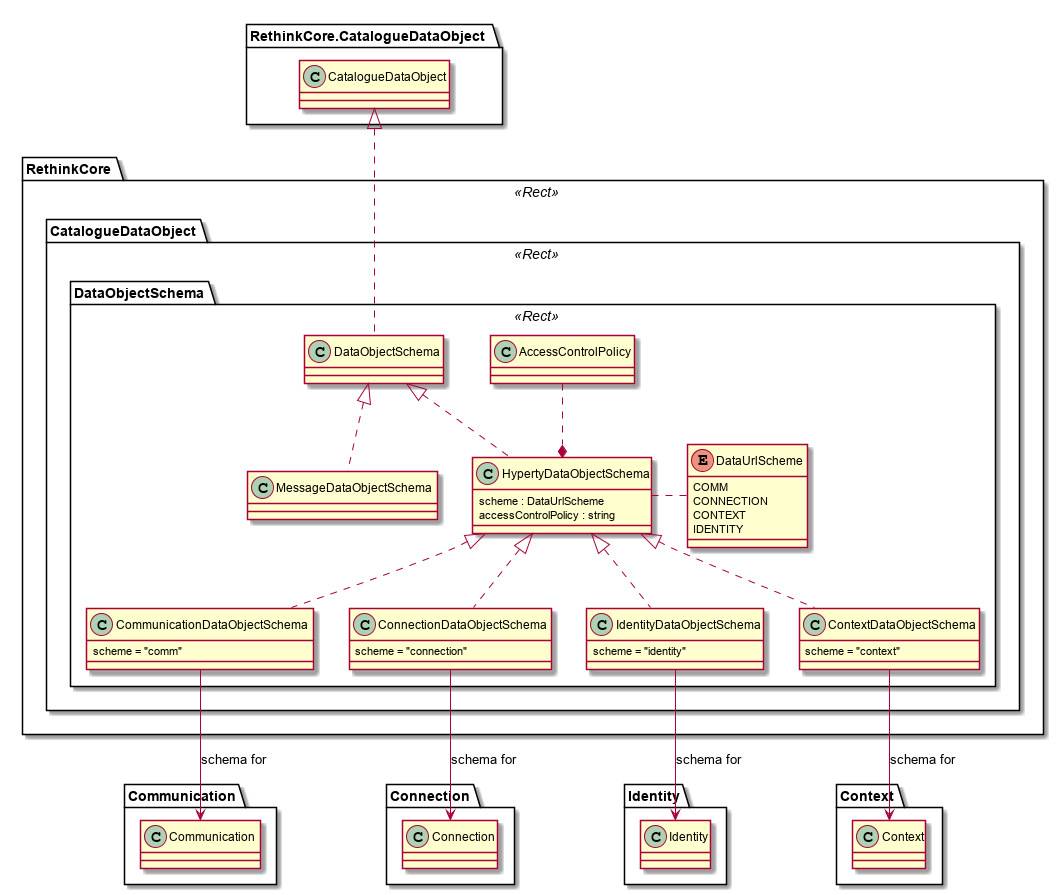 RethinkCore.CatalogueDataObject
C CatalogueDataObject
RethinkCore
«Rect»
CatalogueDataObject
«Rect»
DataObjectSchema
«Rect»
C DataObjectSchema
C AccessControlPolicy
C MessageDataObjectSchema
C HypertyDataObjectSchema
scheme : DataUrlScheme
accessControlPolicy : string
E DataUrlScheme
COMM
CONNECTION
CONTEXT
IDENTITY
C CommunicationDataObjectSchema
scheme = "comm"
C ConnectionDataObjectSchema
scheme = "connection"
C IdentityDataObjectSchema
scheme = "identity"
C ContextDataObjectSchema
scheme = "context"
schema for
schema for
schema for
schema for
Communication
C Communication
Connection
C Connection
Identity
C Identity
Context
C Context